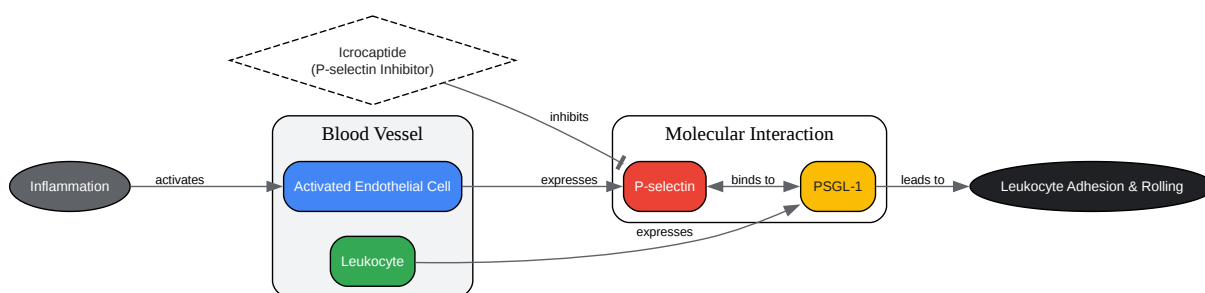 Icrocaptide
(P-selectin Inhibitor)
inhibits
Blood Vessel
Molecular Interaction
Inflammation
activates
Activated Endothelial Cell
expresses
P-selectin
binds to
PSGL-1
leads to
Leukocyte Adhesion & Rolling
expresses
Leukocyte